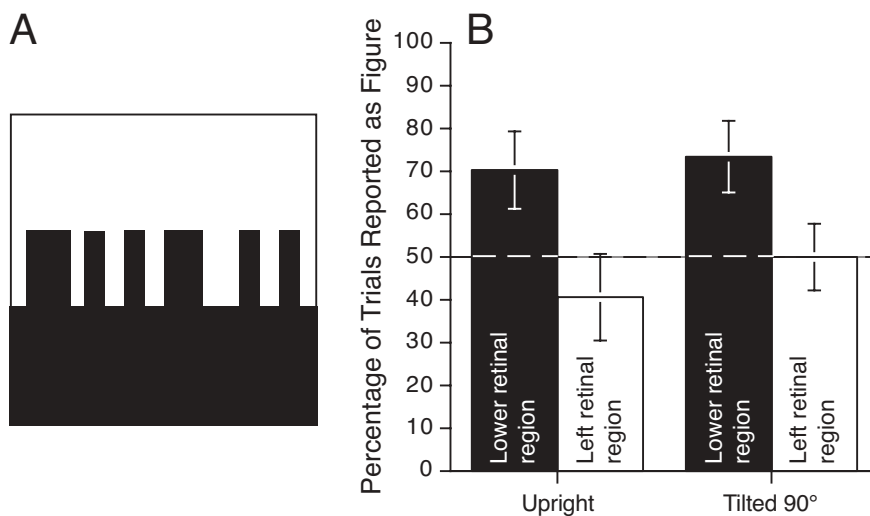 A
B
Percentage of Trials Reported as Figure
100
90
80
70
60
50
40
30
20
10
0
Lower retinal
region
Left retinal
region
Lower retinal
region
Left retinal
region
Upright
Tilted 90°